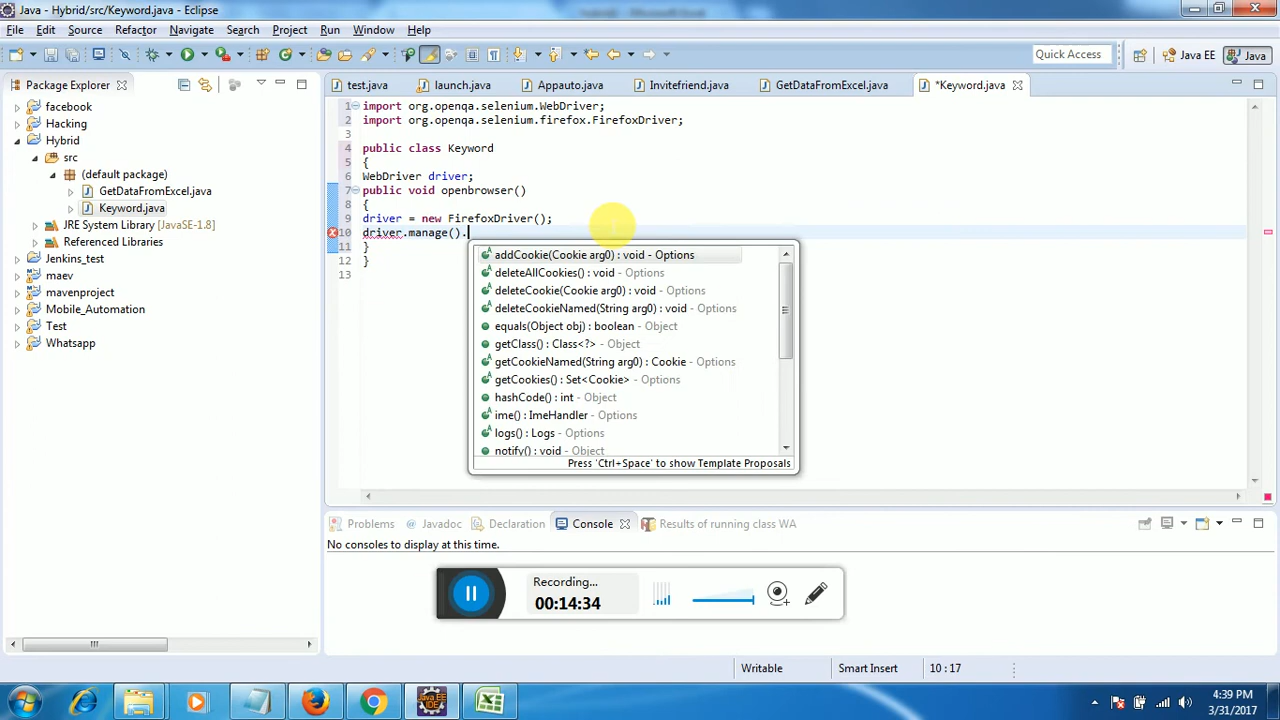 Java - Hybrid/src/Keyword.java - Eclipse
File Edit Source Refactor Navigate Search Project Run Window Help
Quick Access
Java EE
Java
Package Explorer
test.java
launch.java
Appauto.java
Invitefriend.java
GetDataFromExcel.java
*Keyword.java
facebook
Hacking
Hybrid
src
(default package)
GetDataFromExcel.java
Keyword.java
JRE System Library [JavaSE-1.8]
Referenced Libraries
Jenkins_test
maev
mavenproject
Mobile_Automation
Test
Whatsapp
1 import org.openqa.selenium.WebDriver;
2 import org.openqa.selenium.firefox.FirefoxDriver;
3
4 public class Keyword
5 {
6 WebDriver driver;
7 public void openbrowser()
8 {
9 driver = new FirefoxDriver();
10 driver.manage().
11 }
12 }
13
addCookie(Cookie arg0) : void - Options
deleteAllCookies() : void - Options
deleteCookie(Cookie arg0) : void - Options
deleteCookieNamed(String arg0) : void - Options
equals(Object obj) : boolean - Object
getClass() : Class<?> - Object
getCookieNamed(String arg0) : Cookie - Options
getCookies() : Set<Cookie> - Options
hashCode() : int - Object
ime() : ImeHandler - Options
logs() : Logs - Options
notify() : void - Object
Press 'Ctrl+Space' to show Template Proposals
Problems
Javadoc
Declaration
Console
Results of running class WA
No consoles to display at this time.
Recording...
00:14:34
Writable
Smart Insert
10 : 17
Java EE
IDE
4:39 PM
3/31/2017